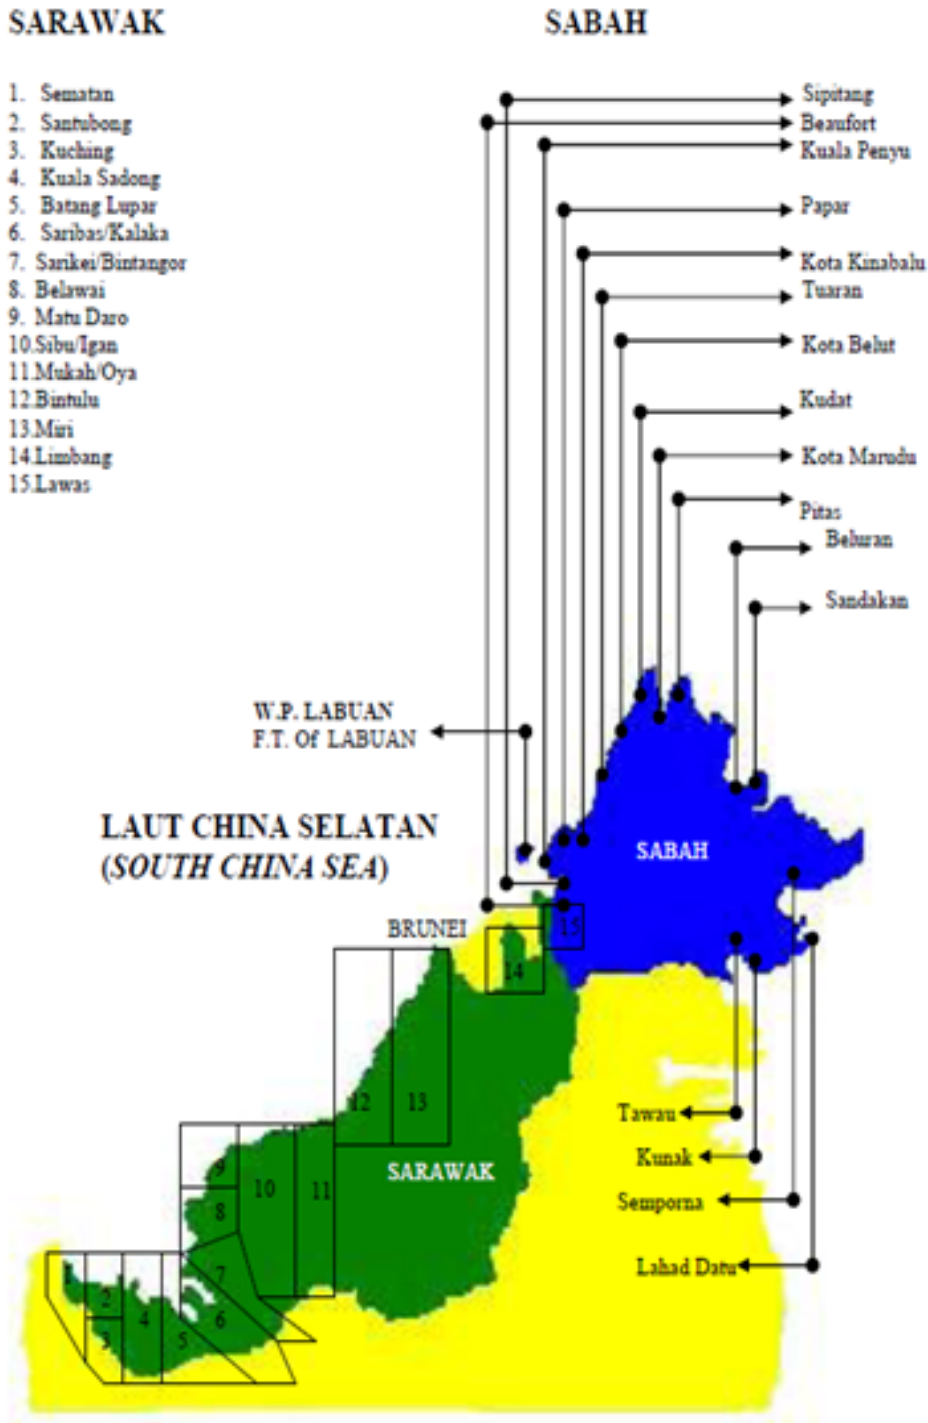 SARAWAK
SABAH
1. Sematan
2. Santubong
3. Kuching
4. Kuala Sadong
5. Batang Lupar
6. Saribas/Kalaka
7. Sarikei/Bintangor
8. Belawai
9. Matu Daro
10.Sibu/Igan
11.Mukah/Oya
12.Bintulu
13.Miri
14.Limbang
15.Lawas
Sipitang
Beaufort
Kuala Penyu
Papar
Kota Kinabalu
Tuaran
Kota Belut
Kudat
Kota Marudu
Pitas
Beluran
Sandakan
W.P. LABUAN
F.T. Of LABUAN
LAUT CHINA SELATAN
(SOUTH CHINA SEA)
SABAH
BRUNEI
15
14
12
13
SARAWAK
9
10
11
8
7
1
2
4
6
3
5
Tawau
Kunak
Semporna
Lahad Datu